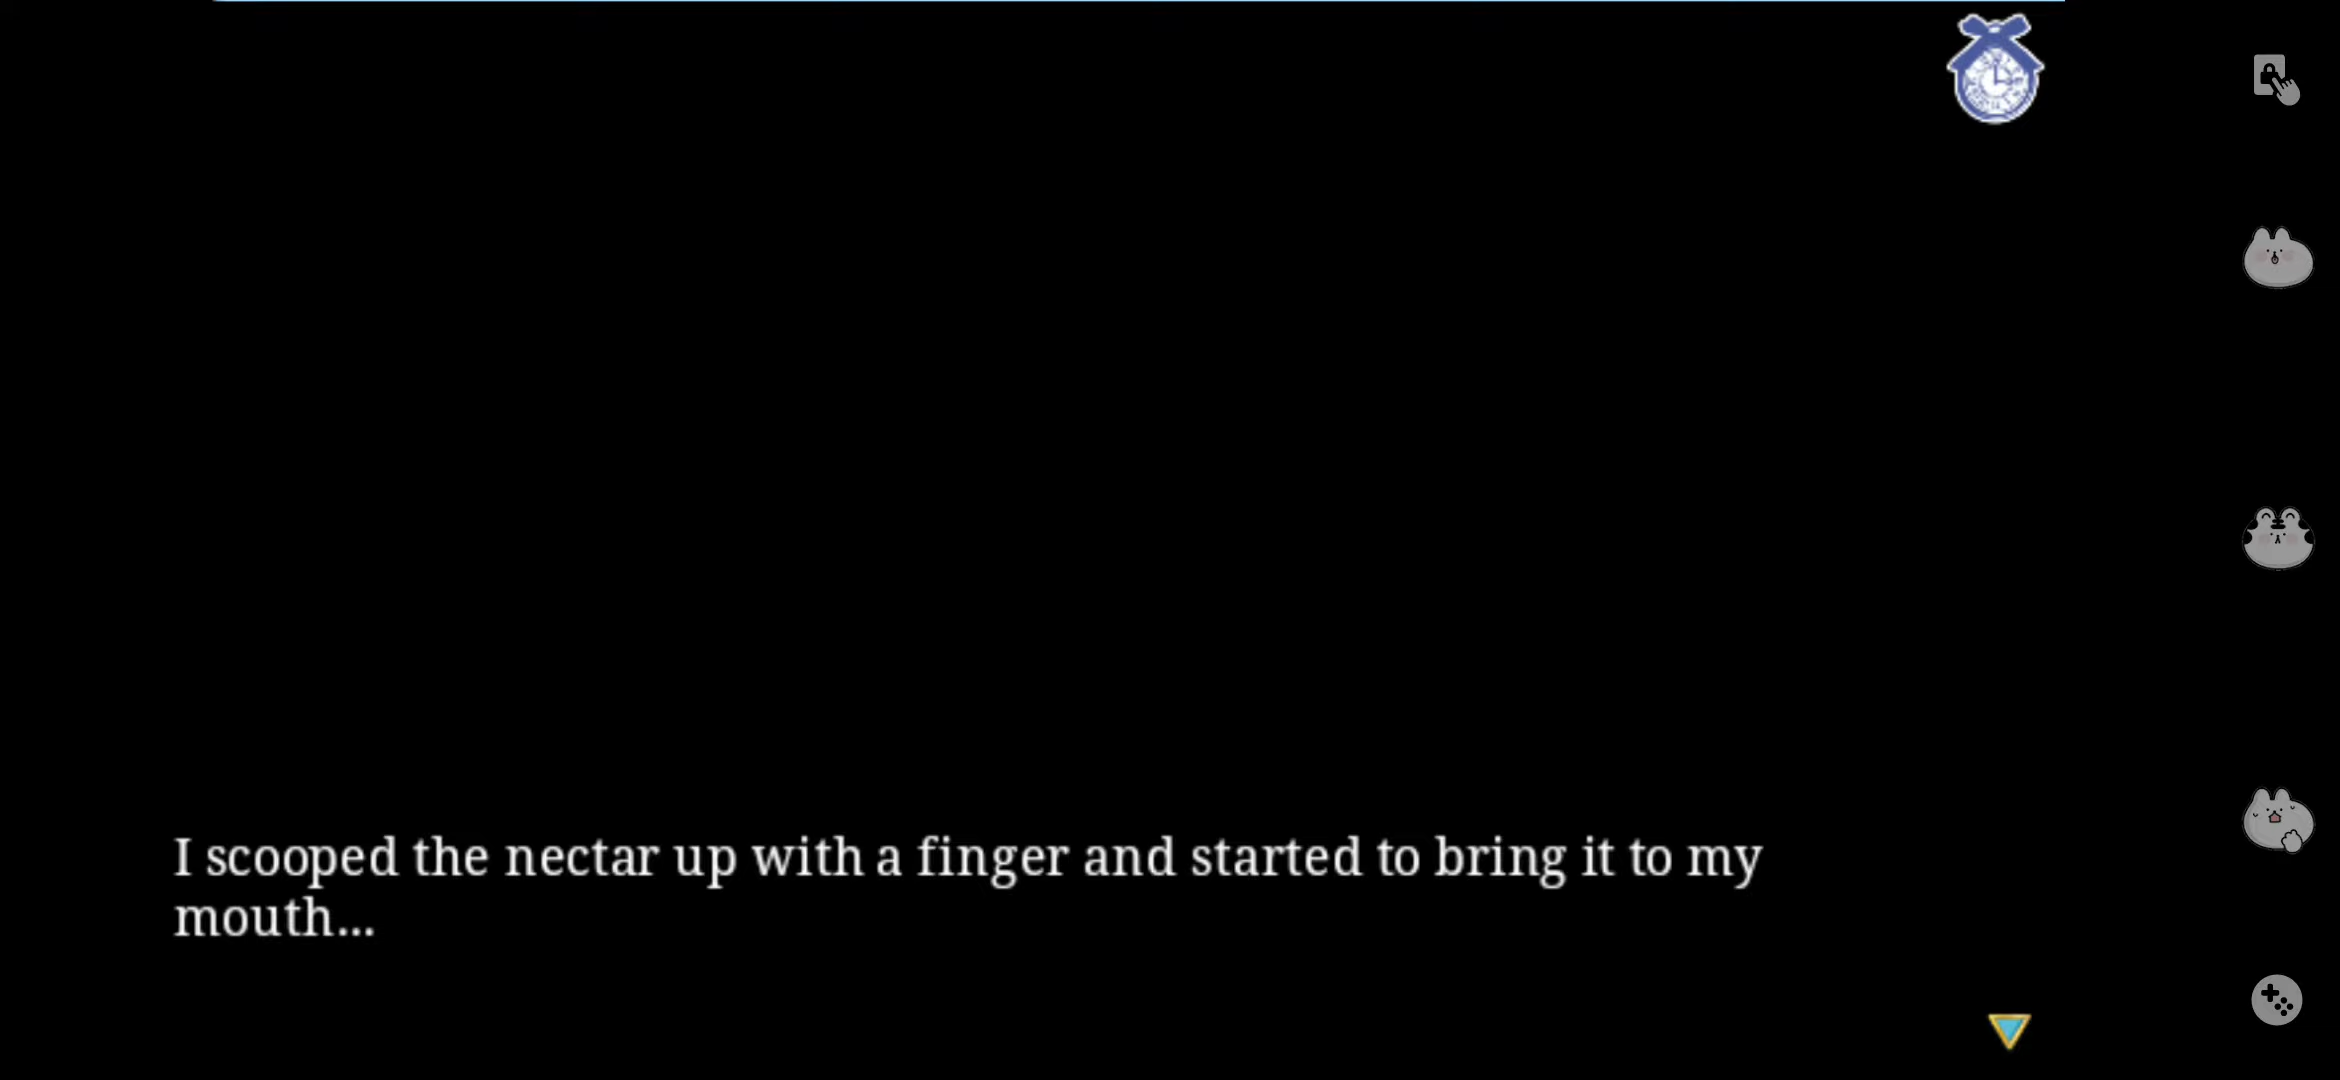 I scooped the nectar up with a finger and started to bring it to my
mouth...